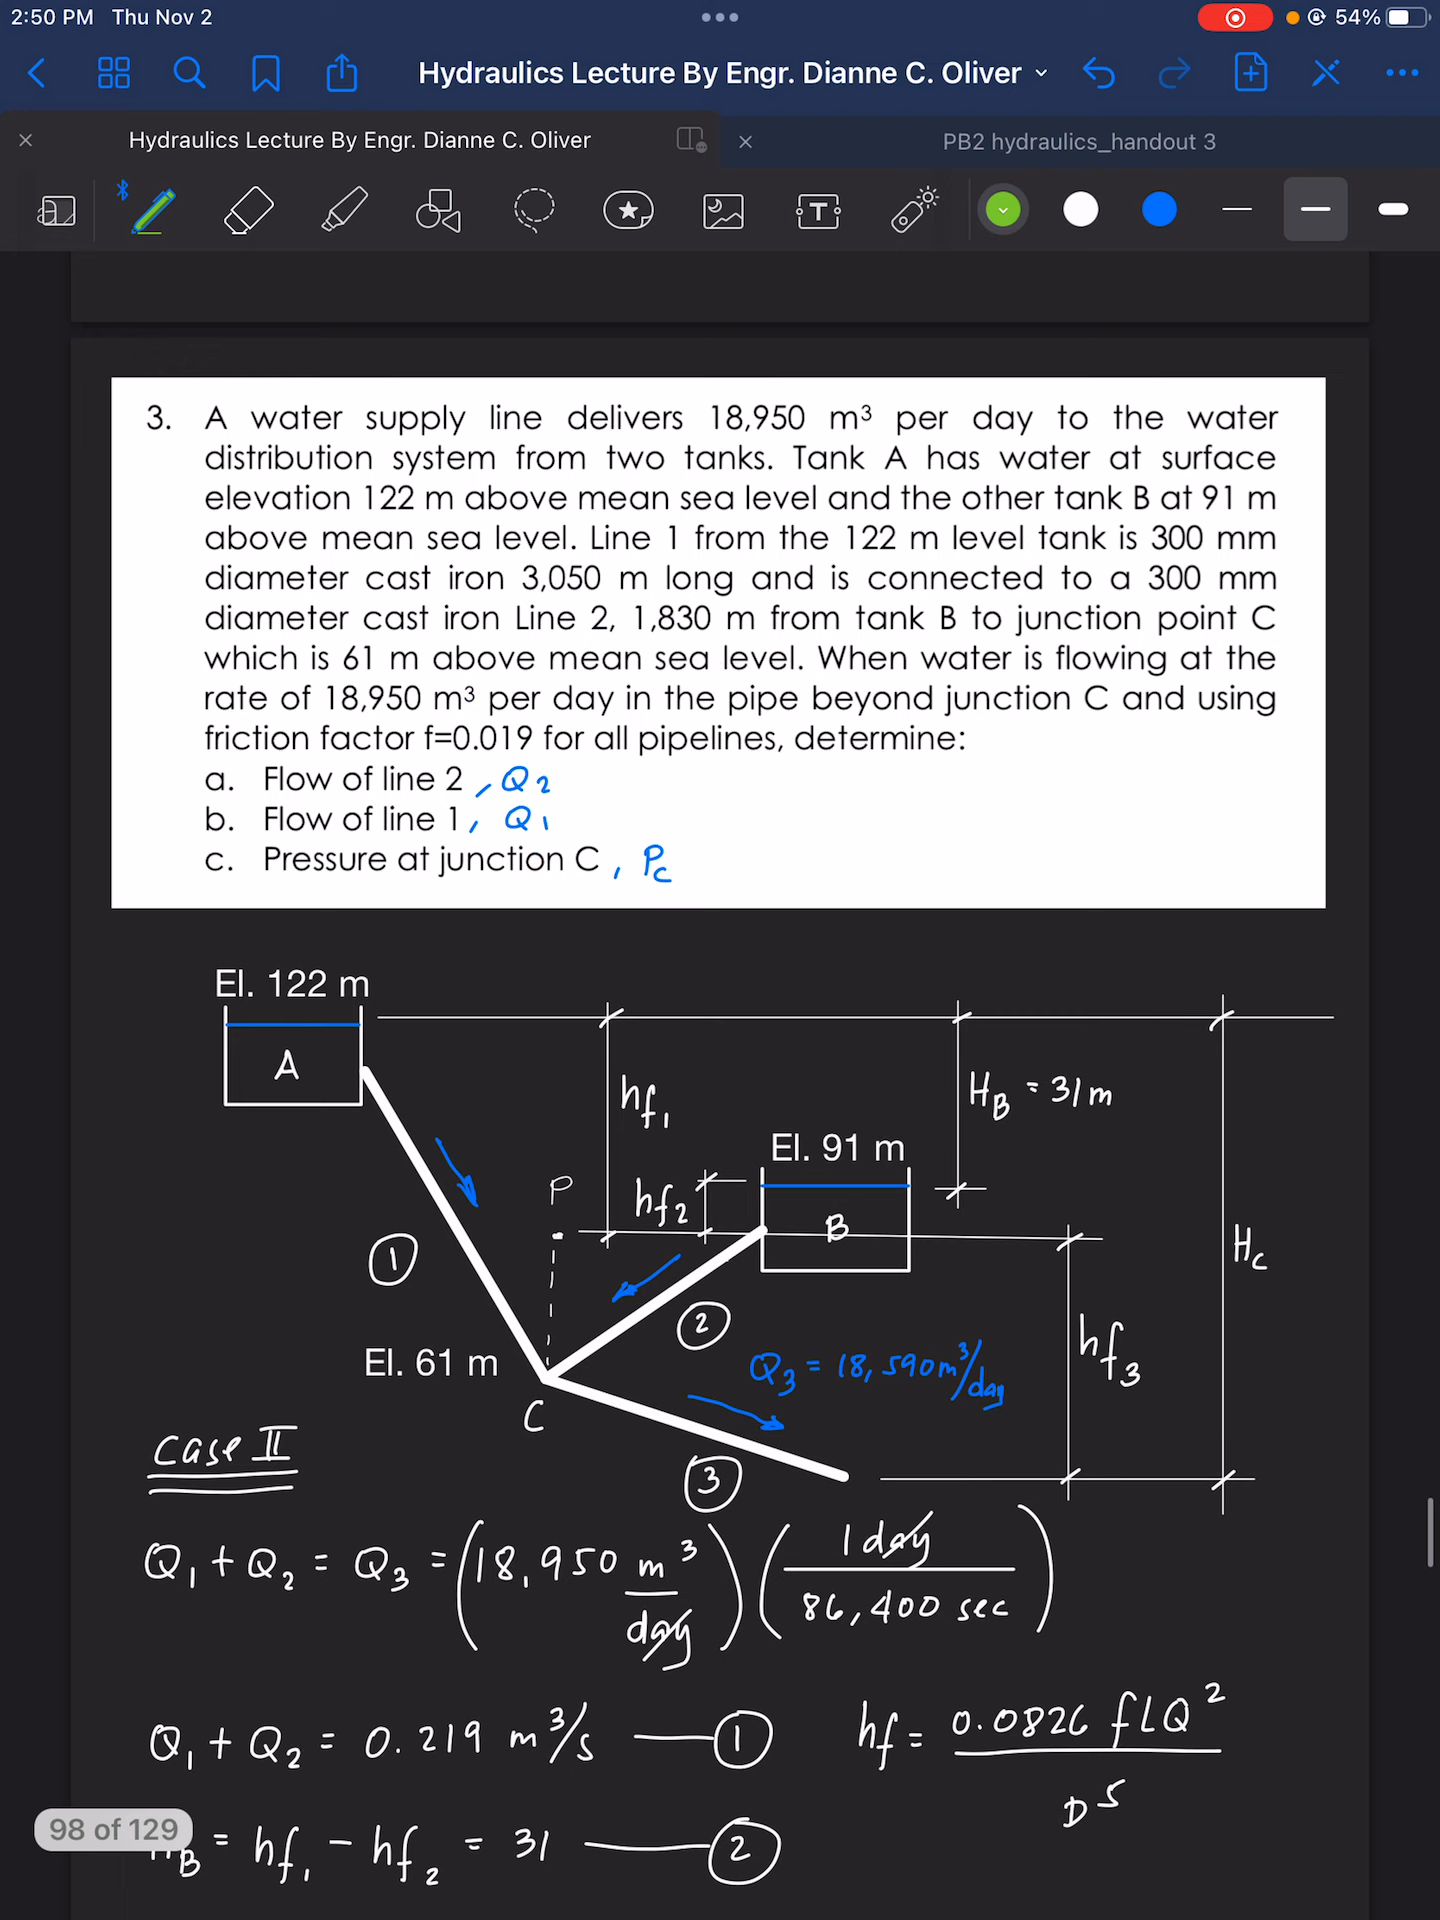 2:50 PM Thu Nov 2
54%
Hydraulics Lecture By Engr. Dianne C. Oliver
Hydraulics Lecture By Engr. Dianne C. Oliver
PB2 hydraulics_handout 3
3. A water supply line delivers 18,950 m³ per day to the water
distribution system from two tanks. Tank A has water at surface
elevation 122 m above mean sea level and the other tank B at 91 m
above mean sea level. Line 1 from the 122 m level tank is 300 mm
diameter cast iron 3,050 m long and is connected to a 300 mm
diameter cast iron Line 2, 1,830 m from tank B to junction point C
which is 61 m above mean sea level. When water is flowing at the
rate of 18,950 m³ per day in the pipe beyond junction C and using
friction factor f=0.019 for all pipelines, determine:
a. Flow of line 2, Q₂
b. Flow of line 1, Q₁
c. Pressure at junction C, Pc
El. 122 m
A
hf₁
H_B = 31 m
El. 91 m
P
hf₂
B
①
Hc
②
El. 61 m
Q₃ = 18,590 m³/day
hf₃
C
Case II
③
Q₁ + Q₂ = Q₃ = (18,950 m³/day) (1 day/86,400 sec)
Q₁ + Q₂ = 0.219 m³/s — ①
hf = 0.0826 fLQ²/D⁵
98 of 129
B = hf₁ - hf₂ = 31 — ②